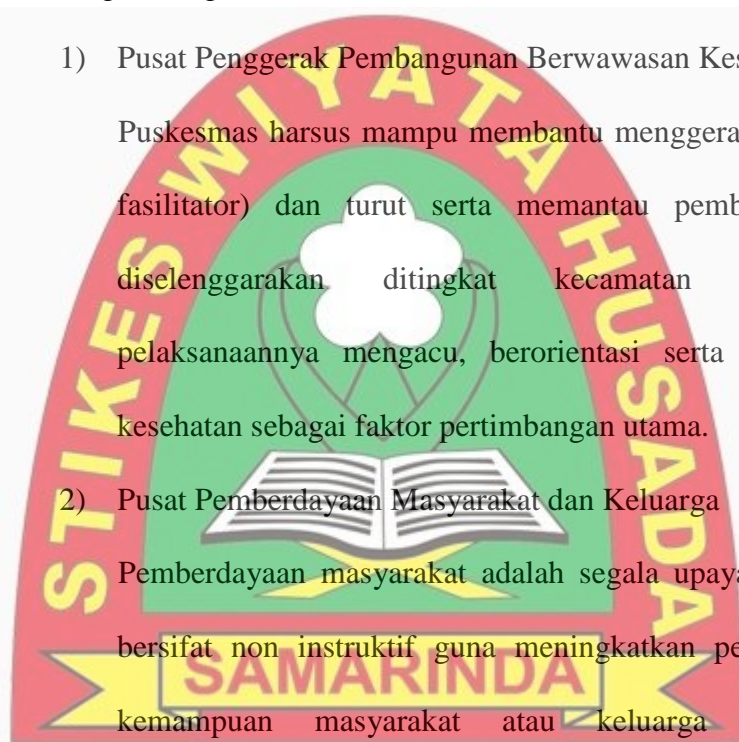 1) Pusat Penggerak Pembangunan Berwawasan Kes
Puskesmas harsus mampu membantu menggera
fasilitator) dan turut serta memantau pemb
diselenggarakan ditingkat kecamatan
pelaksanaannya mengacu, berorientasi serta
kesehatan sebagai faktor pertimbangan utama.
2) Pusat Pemberdayaan Masyarakat dan Keluarga
Pemberdayaan masyarakat adalah segala upaya
bersifat non instruktif guna meningkatkan pe
kemampuan masyarakat atau keluarga
STIKES WIYATA HUSADA
SAMARINDA